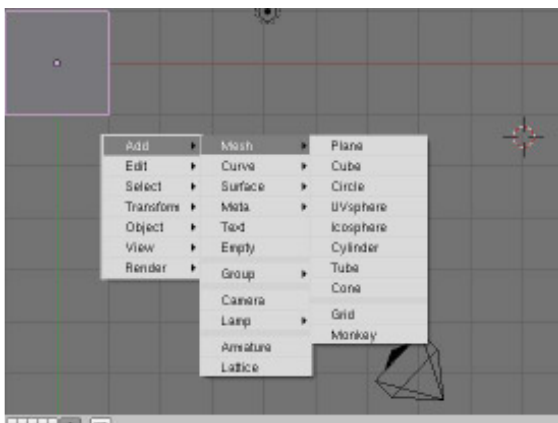 Add
Edit
Select
Transform
Object
View
Render
Mesh
Curve
Surface
Meta
Text
Empty
Group
Camera
Lamp
Armature
Lattice
Plane
Cube
Circle
UVsphere
Icosphere
Cylinder
Tube
Cone
Grid
Monkey